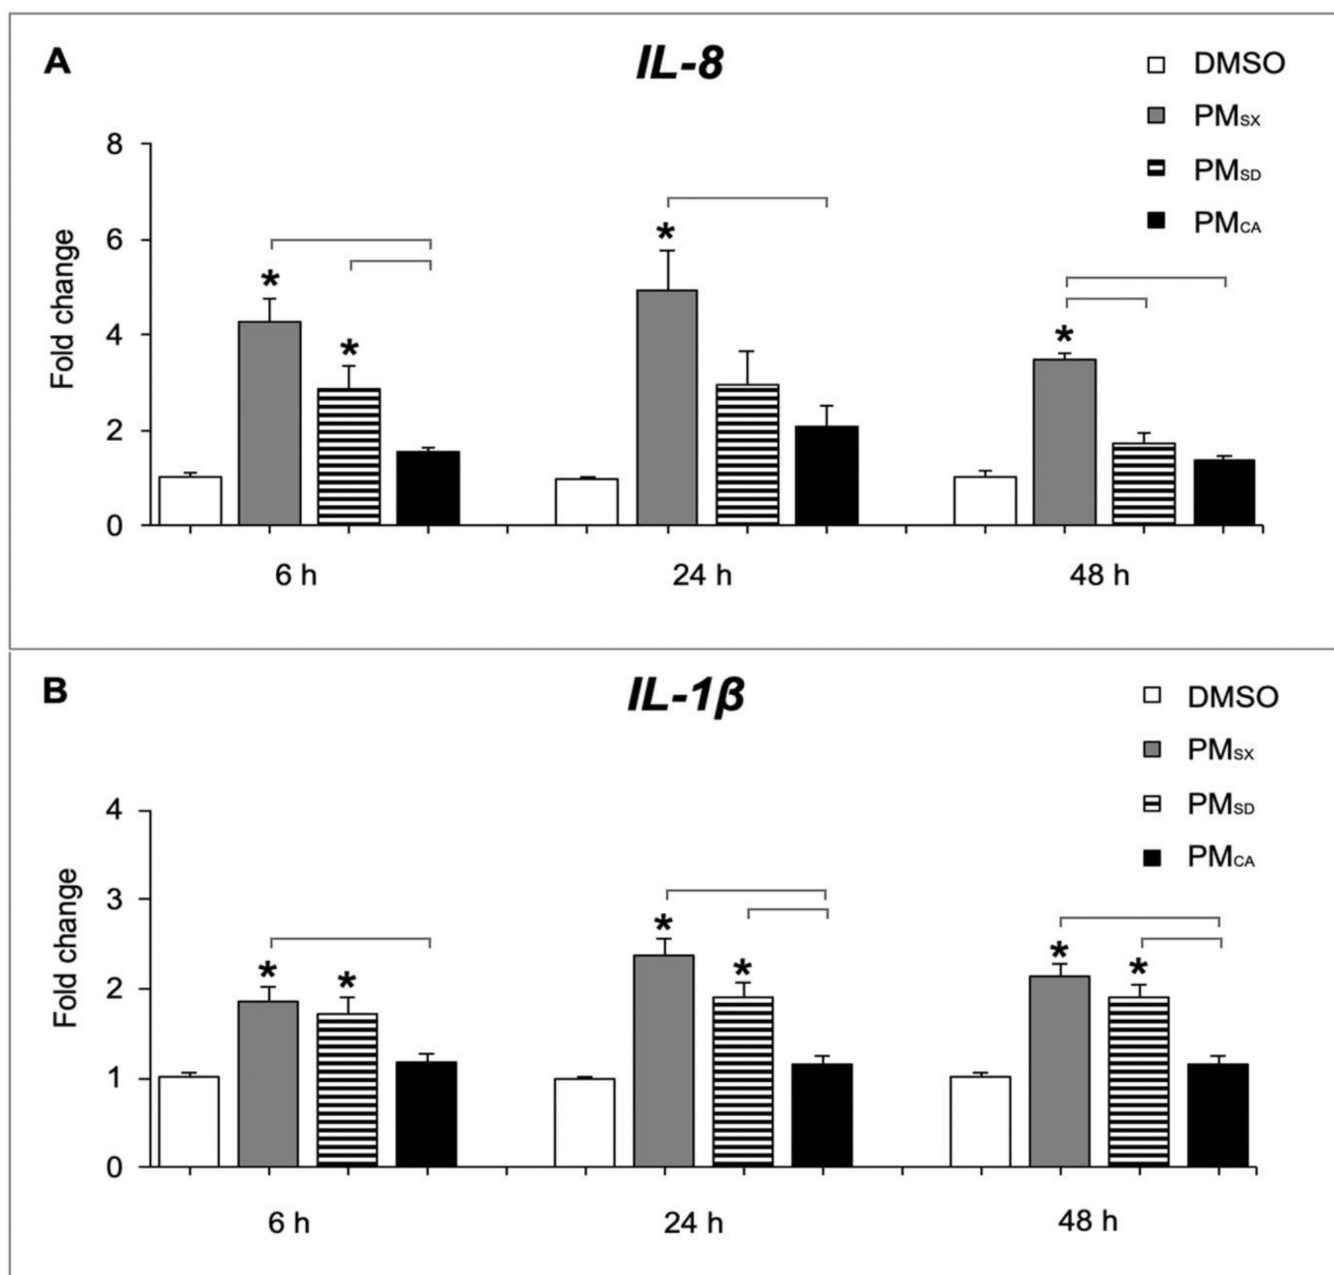 A
IL-8
DMSO
PMSX
PMSD
PMCA
Fold change
8
6
4
2
0
*
*
*
*
6 h
24 h
48 h
B
IL-1β
DMSO
PMSX
PMSD
PMCA
Fold change
4
3
2
1
0
*
*
*
*
*
*
6 h
24 h
48 h